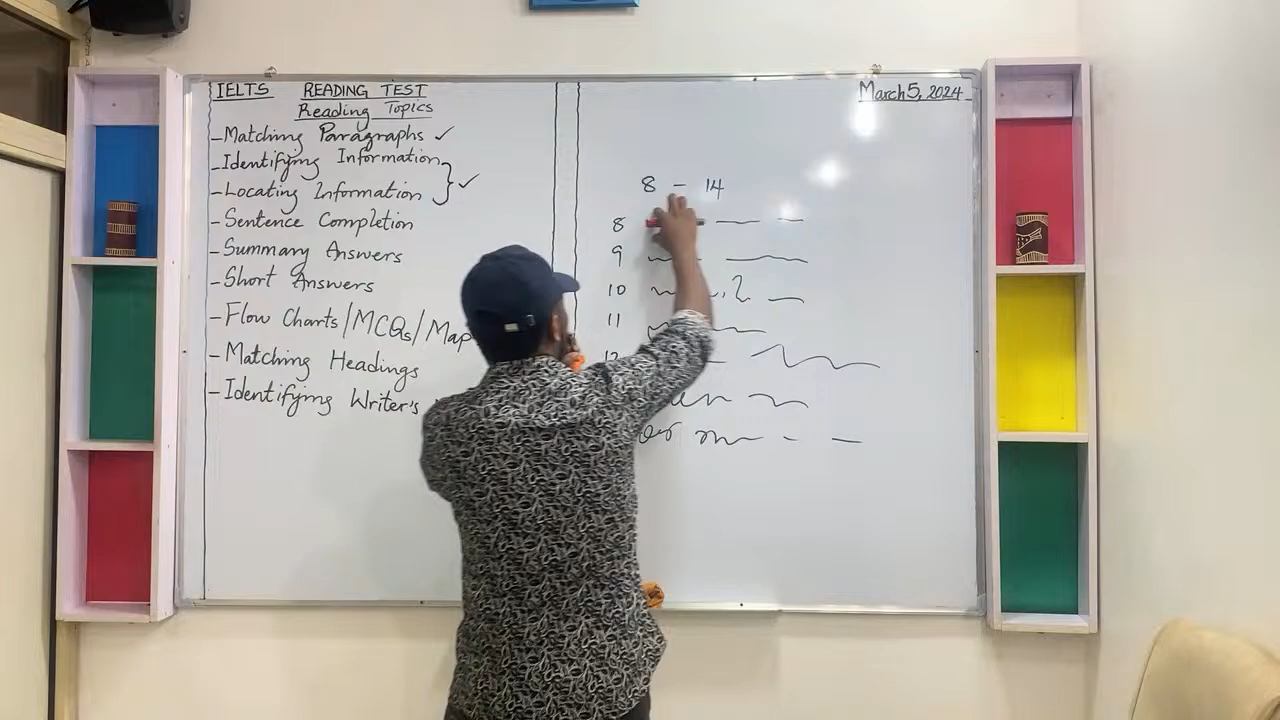 IELTS READING TEST
Reading Topics
- Matching Paragraphs ✓
- Identifying Information
- Locating Information ✓
- Sentence Completion
- Summary Answers
- Short Answers
- Flow Charts/MCQs/Map
- Matching Headings
- Identifying Writer's
March 5, 2024
8 - 14
8
9
10
11